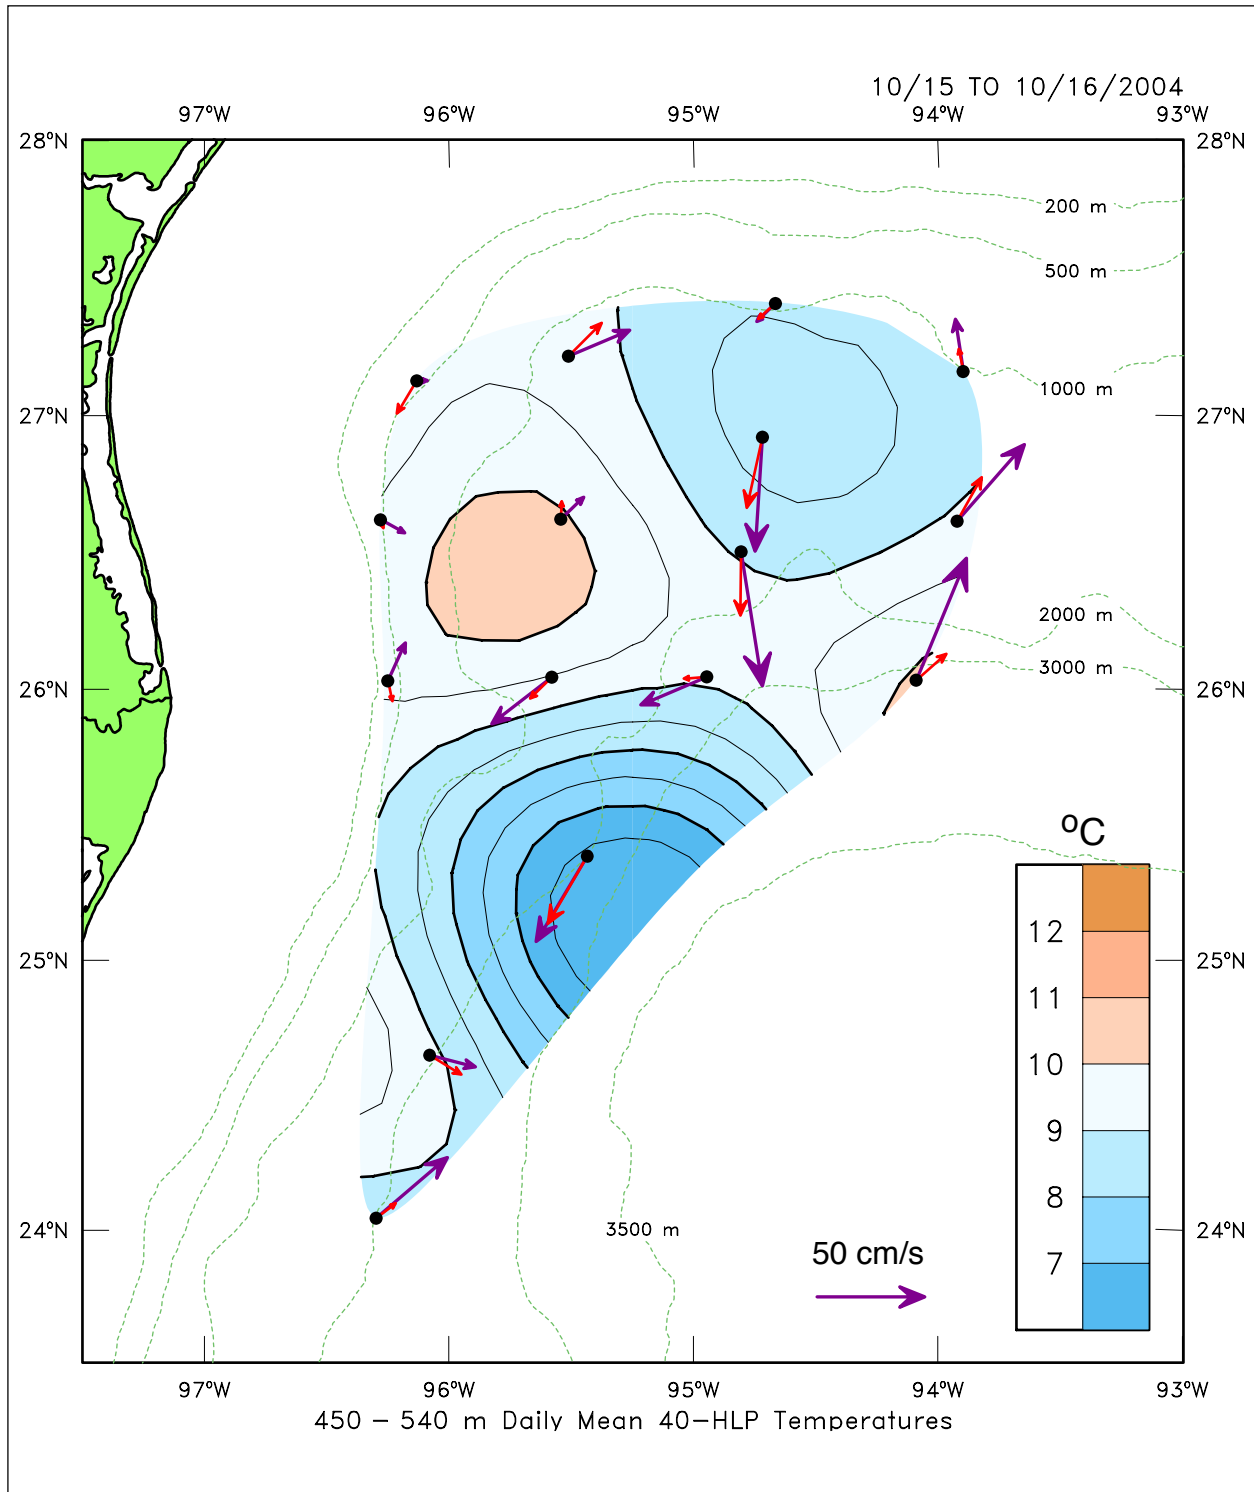 10/15 TO 10/16/2004
97°W 96°W 95°W 94°W 93°W
28°N 28°N
200 m
500 m
1000 m
27°N 27°N
2000 m
3000 m
26°N 26°N
°C
12
11
25°N 25°N
10
9
8
3500 m
24°N 24°N
50 cm/s
7
97°W 96°W 95°W 94°W 93°W
450 – 540 m Daily Mean 40-HLP Temperatures